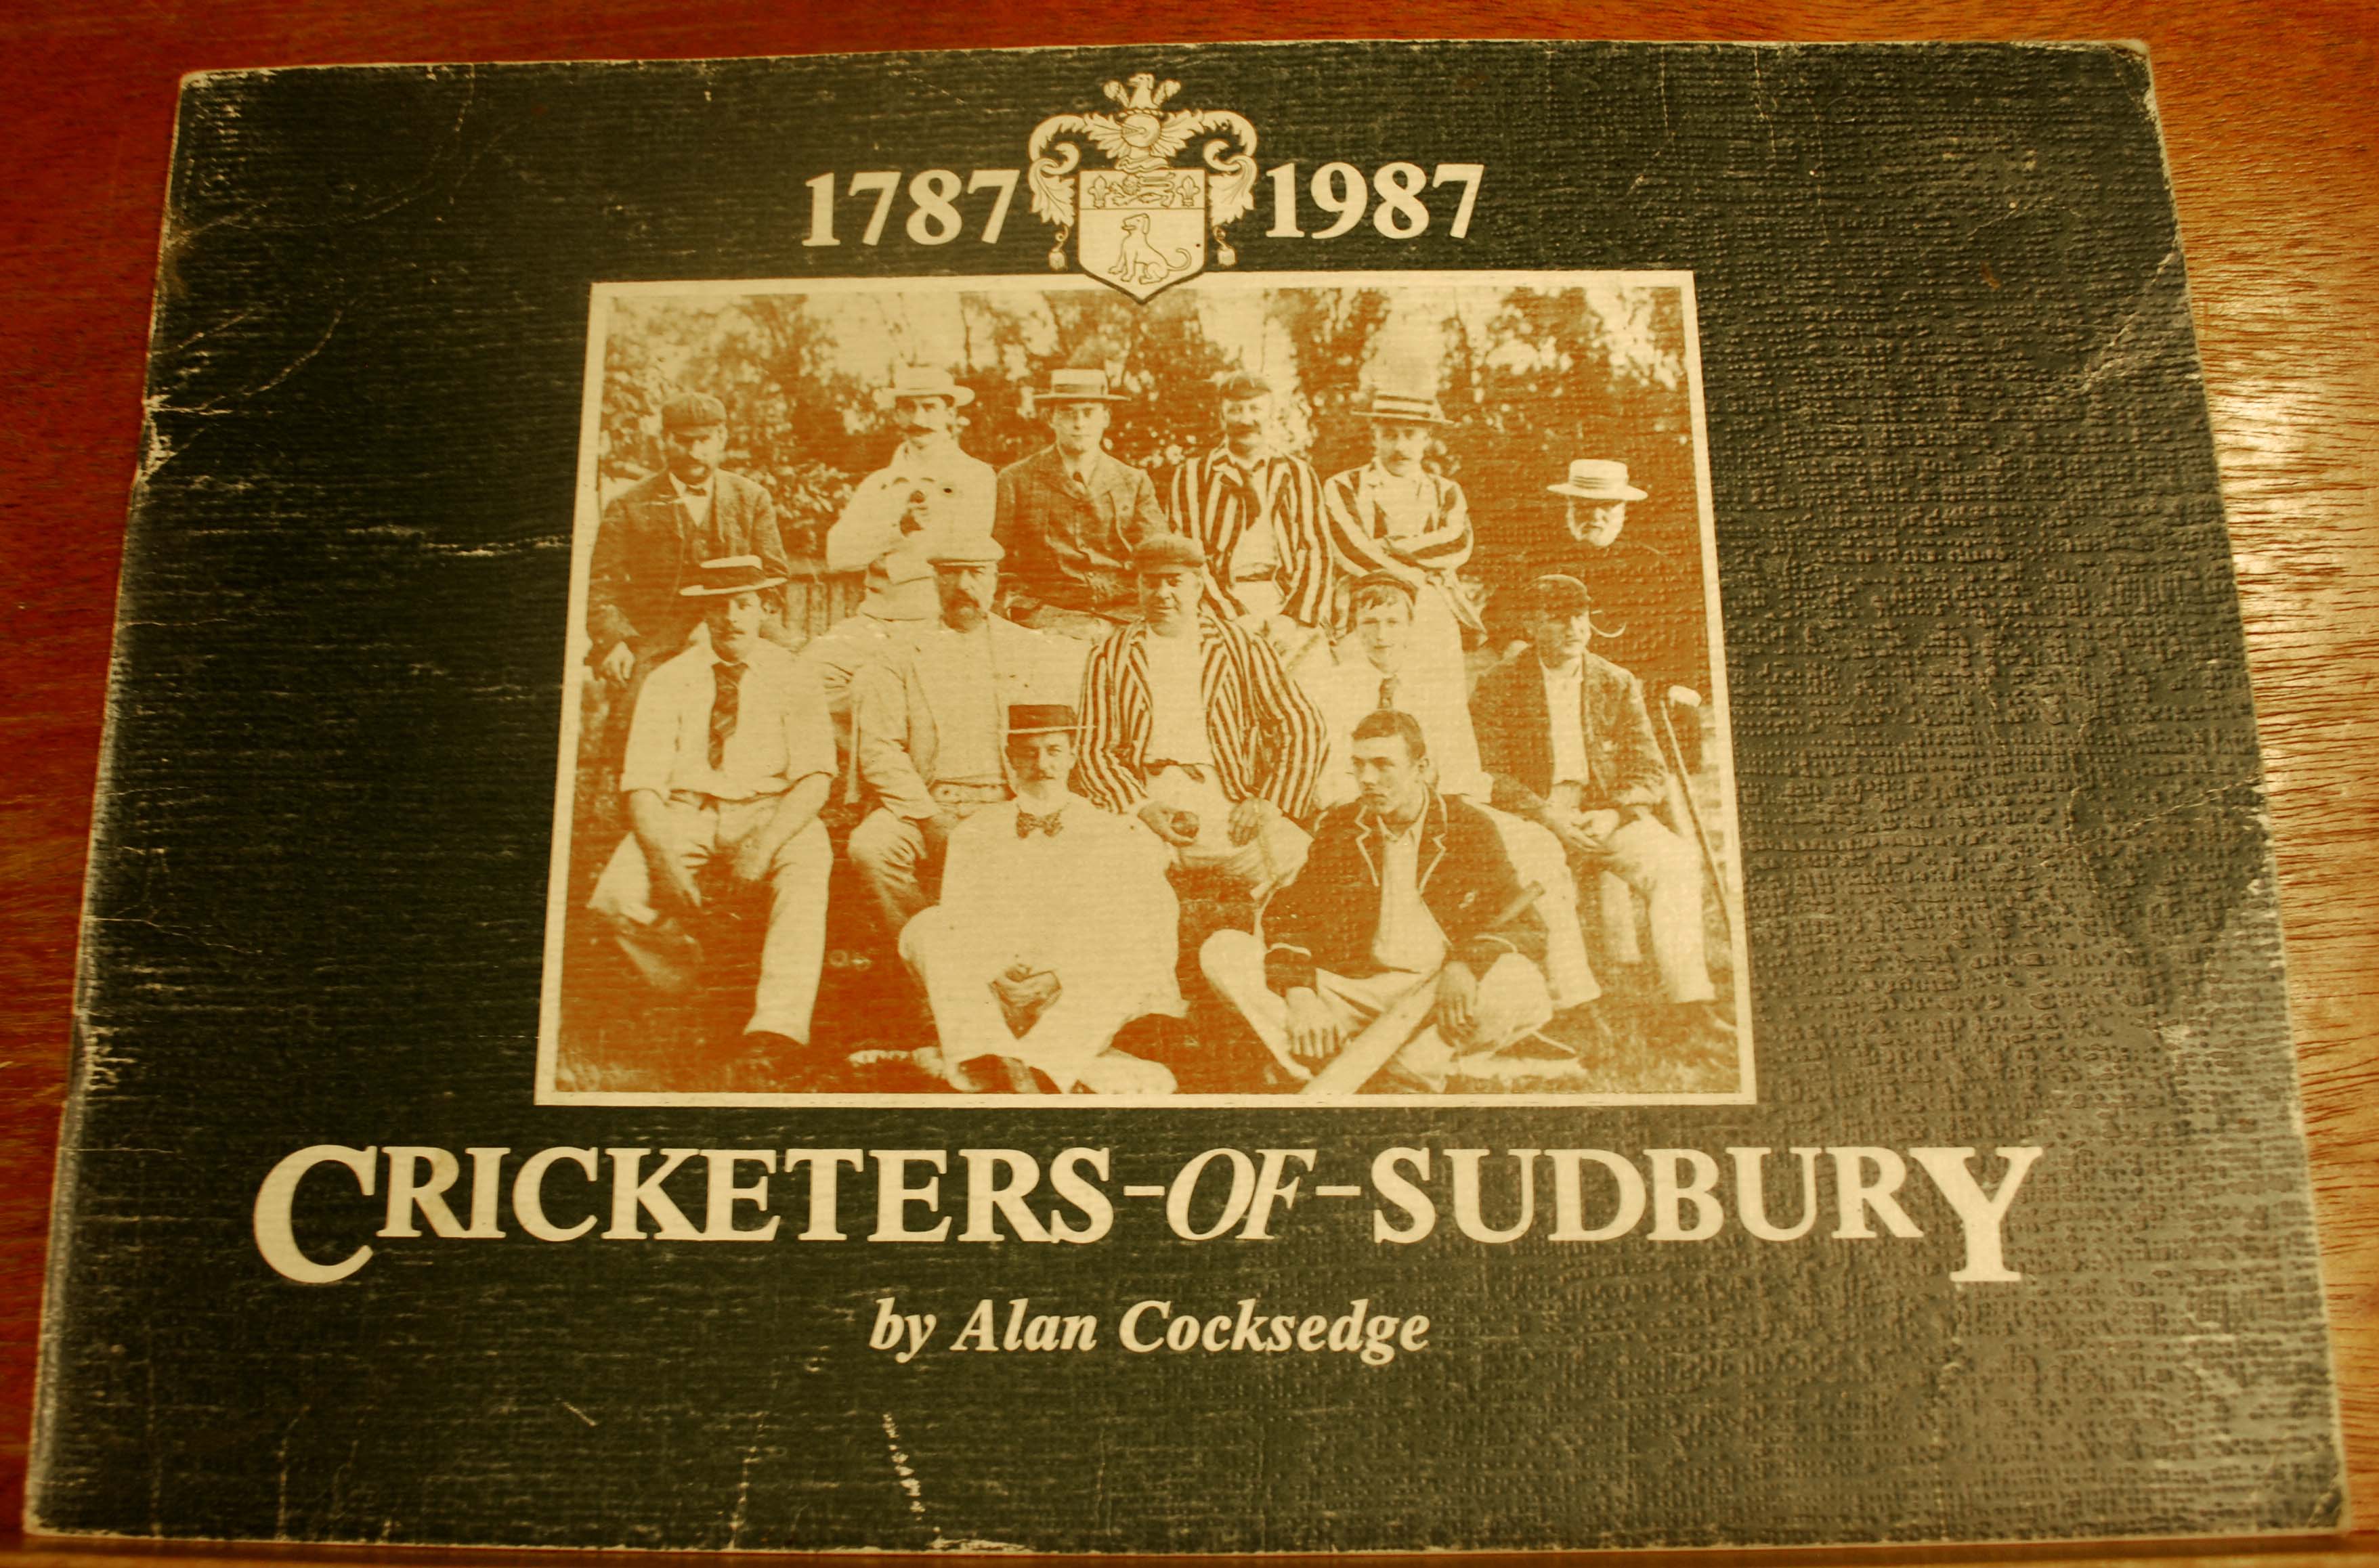 1787 1987
CRICKETERS-OF-SUDBURY
by Alan Cocksedge